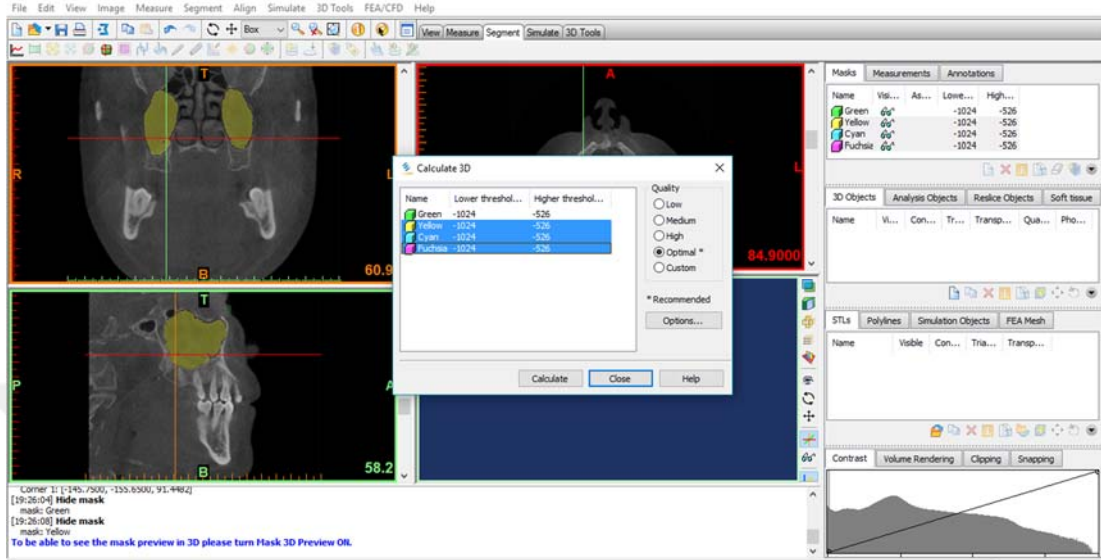 File Edit View Image Measure Segment Align Simulate 3D Tools FEA/CFD Help
Box View Measure Segment Simulate 3D Tools
T
R
L
B
60.9
A
L
84.9000
T
P
A
B
58.2
Calculate 3D
Name Lower threshol... Higher threshol...
Green -1024 -526
Yellow -1024 -526
Cyan -1024 -526
Fuchsia -1024 -526
Quality
Low
Medium
High
Optimal *
Custom
* Recommended
Options...
Calculate Close Help
Masks Measurements Annotations
Name Visi... As... Lowe... High...
Green -1024 -526
Yellow -1024 -526
Cyan -1024 -526
Fuchsia -1024 -526
3D Objects Analysis Objects Reslice Objects Soft tissue
Name Vi... Con... Tr... Transp... Qua... Pho...
STLs Polylines Simulation Objects FEA Mesh
Name Visible Con... Tria... Transp...
Contrast Volume Rendering Clipping Snapping
Corner 1: [-145.7500, -155.6500, 91.4482]
[19:26:04] Hide mask
mask: Green
[19:26:08] Hide mask
mask: Yellow
To be able to see the mask preview in 3D please turn Mask 3D Preview ON.